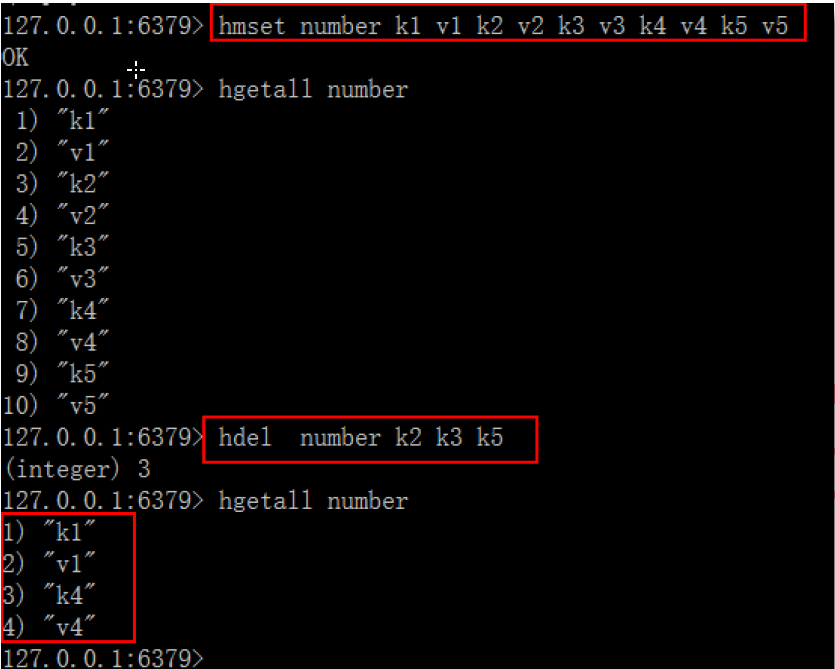 127.0.0.1:6379> hmset number k1 v1 k2 v2 k3 v3 k4 v4 k5 v5
OK
127.0.0.1:6379> hgetall number
1) "k1"
2) "v1"
3) "k2"
4) "v2"
5) "k3"
6) "v3"
7) "k4"
8) "v4"
9) "k5"
10) "v5"
127.0.0.1:6379> hdel  number k2 k3 k5
(integer) 3
127.0.0.1:6379> hgetall number
1) "k1"
2) "v1"
3) "k4"
4) "v4"
127.0.0.1:6379>